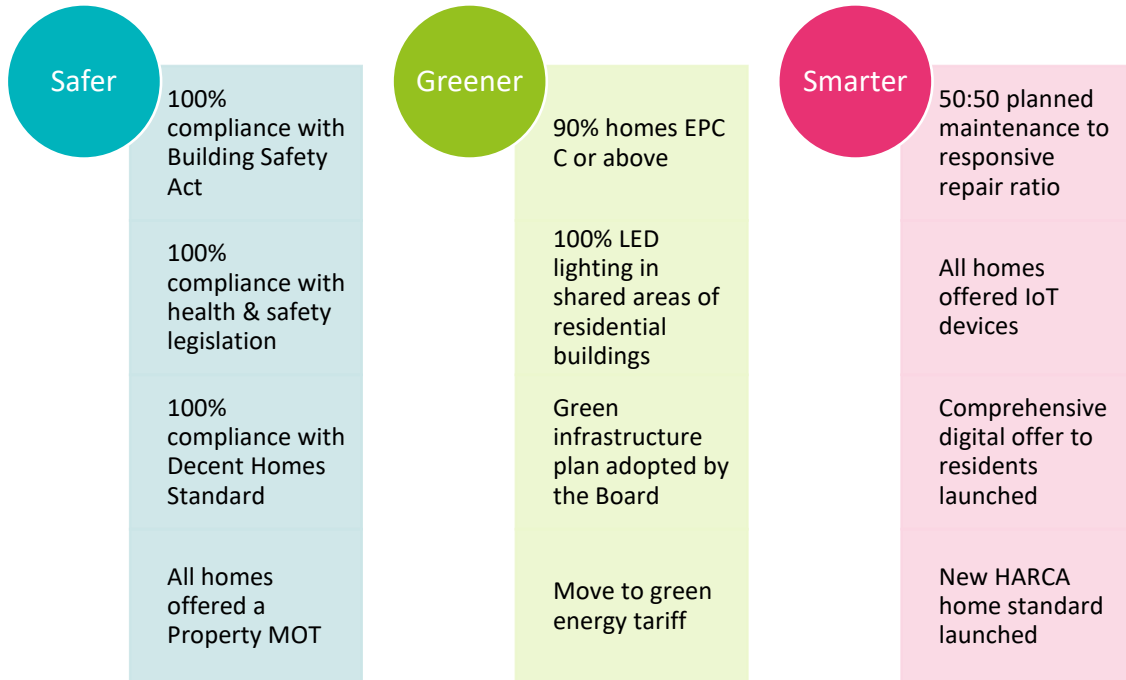 Safer
100%
compliance with
Building Safety
Act
100%
compliance with
health & safety
legislation
100%
compliance with
Decent Homes
Standard
All homes
offered a
Property MOT
Greener
90% homes EPC
C or above
100% LED
lighting in
shared areas of
residential
buildings
Green
infrastructure
plan adopted by
the Board
Move to green
energy tariff
Smarter
50:50 planned
maintenance to
responsive
repair ratio
All homes
offered IoT
devices
Comprehensive
digital offer to
residents
launched
New HARCA
home standard
launched